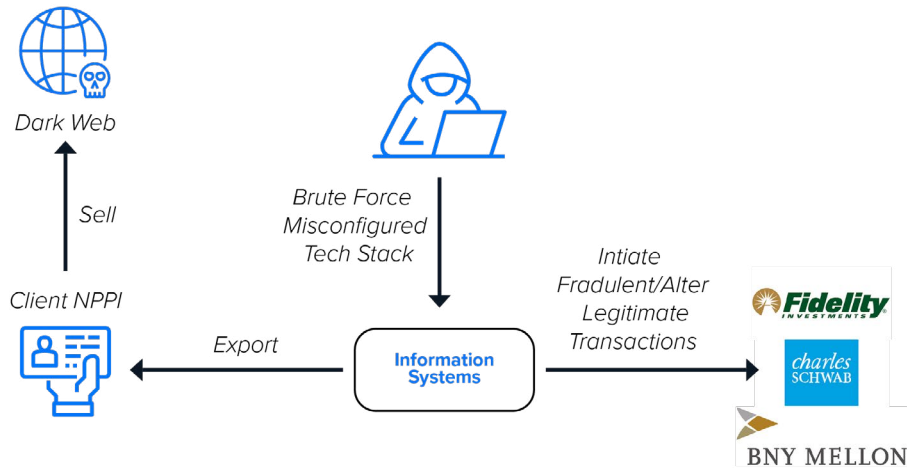 Dark Web
Sell
Client NPPI
Brute Force
Misconfigured
Tech Stack
Export
Information
Systems
Intiate
Fradulent/Alter
Legitimate
Transactions
Fidelity
INVESTMENTS
charles
SCHWAB
BNY MELLON